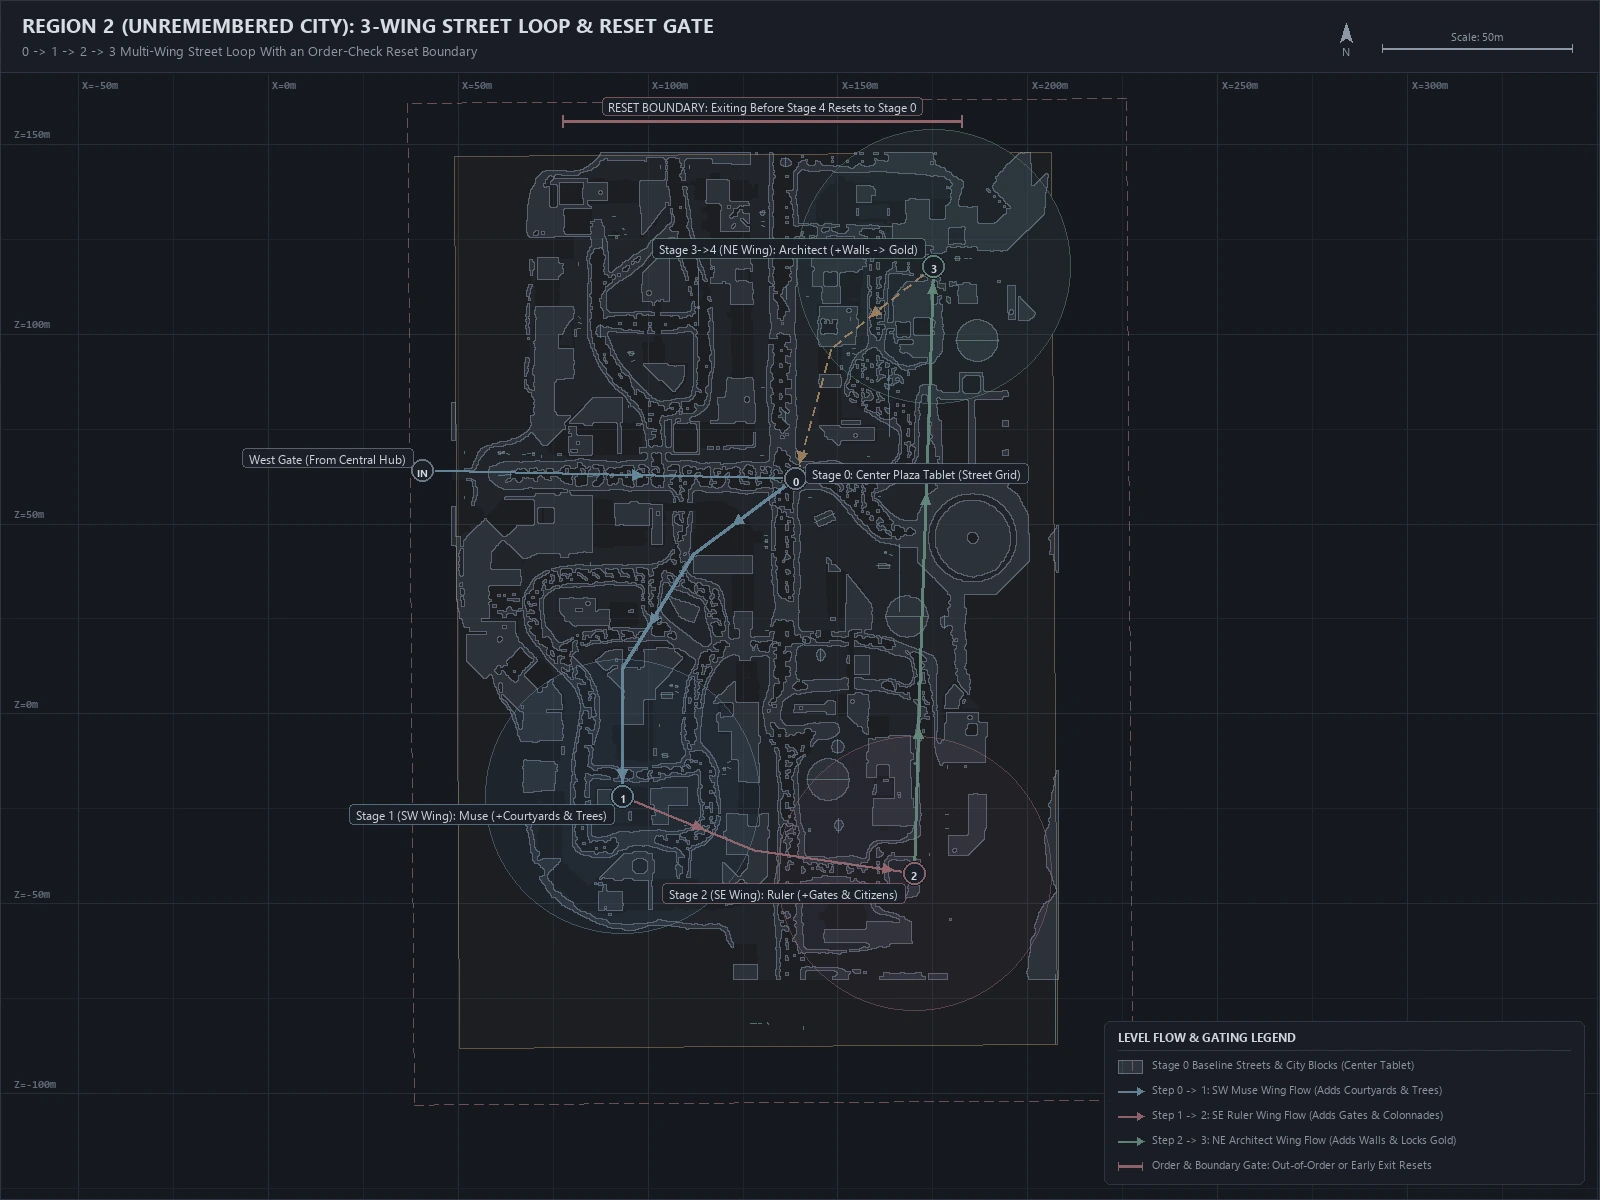 REGION 2 (UNREMEMBERED CITY): 3-WING STREET LOOP & RESET GATE
0 -> 1 -> 2 -> 3 Multi-Wing Street Loop With an Order-Check Reset Boundary
N
Scale: 50m
X=-50m
X=0m
X=50m
X=100m
X=150m
X=200m
X=250m
X=300m
RESET BOUNDARY: Exiting Before Stage 4 Resets to Stage 0
Z=150m
Stage 3->4 (NE Wing): Architect (+Walls -> Gold)
3
Z=100m
West Gate (From Central Hub)
IN
0
Stage 0: Center Plaza Tablet (Street Grid)
Z=50m
Z=0m
1
Stage 1 (SW Wing): Muse (+Courtyards & Trees)
2
Stage 2 (SE Wing): Ruler (+Gates & Citizens)
Z=-50m
Z=-100m
LEVEL FLOW & GATING LEGEND
Stage 0 Baseline Streets & City Blocks (Center Tablet)
Step 0 -> 1: SW Muse Wing Flow (Adds Courtyards & Trees)
Step 1 -> 2: SE Ruler Wing Flow (Adds Gates & Colonnades)
Step 2 -> 3: NE Architect Wing Flow (Adds Walls & Locks Gold)
Order & Boundary Gate: Out-of-Order or Early Exit Resets